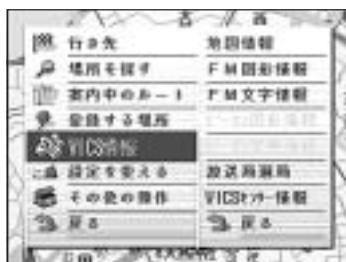 行き先
場所を探す
案内中のルート
登録する場所
VICS情報
設定を変える
その他の操作
戻る
地図情報
FM図形情報
FM文字情報
放送局選局
VICSセンター情報
戻る